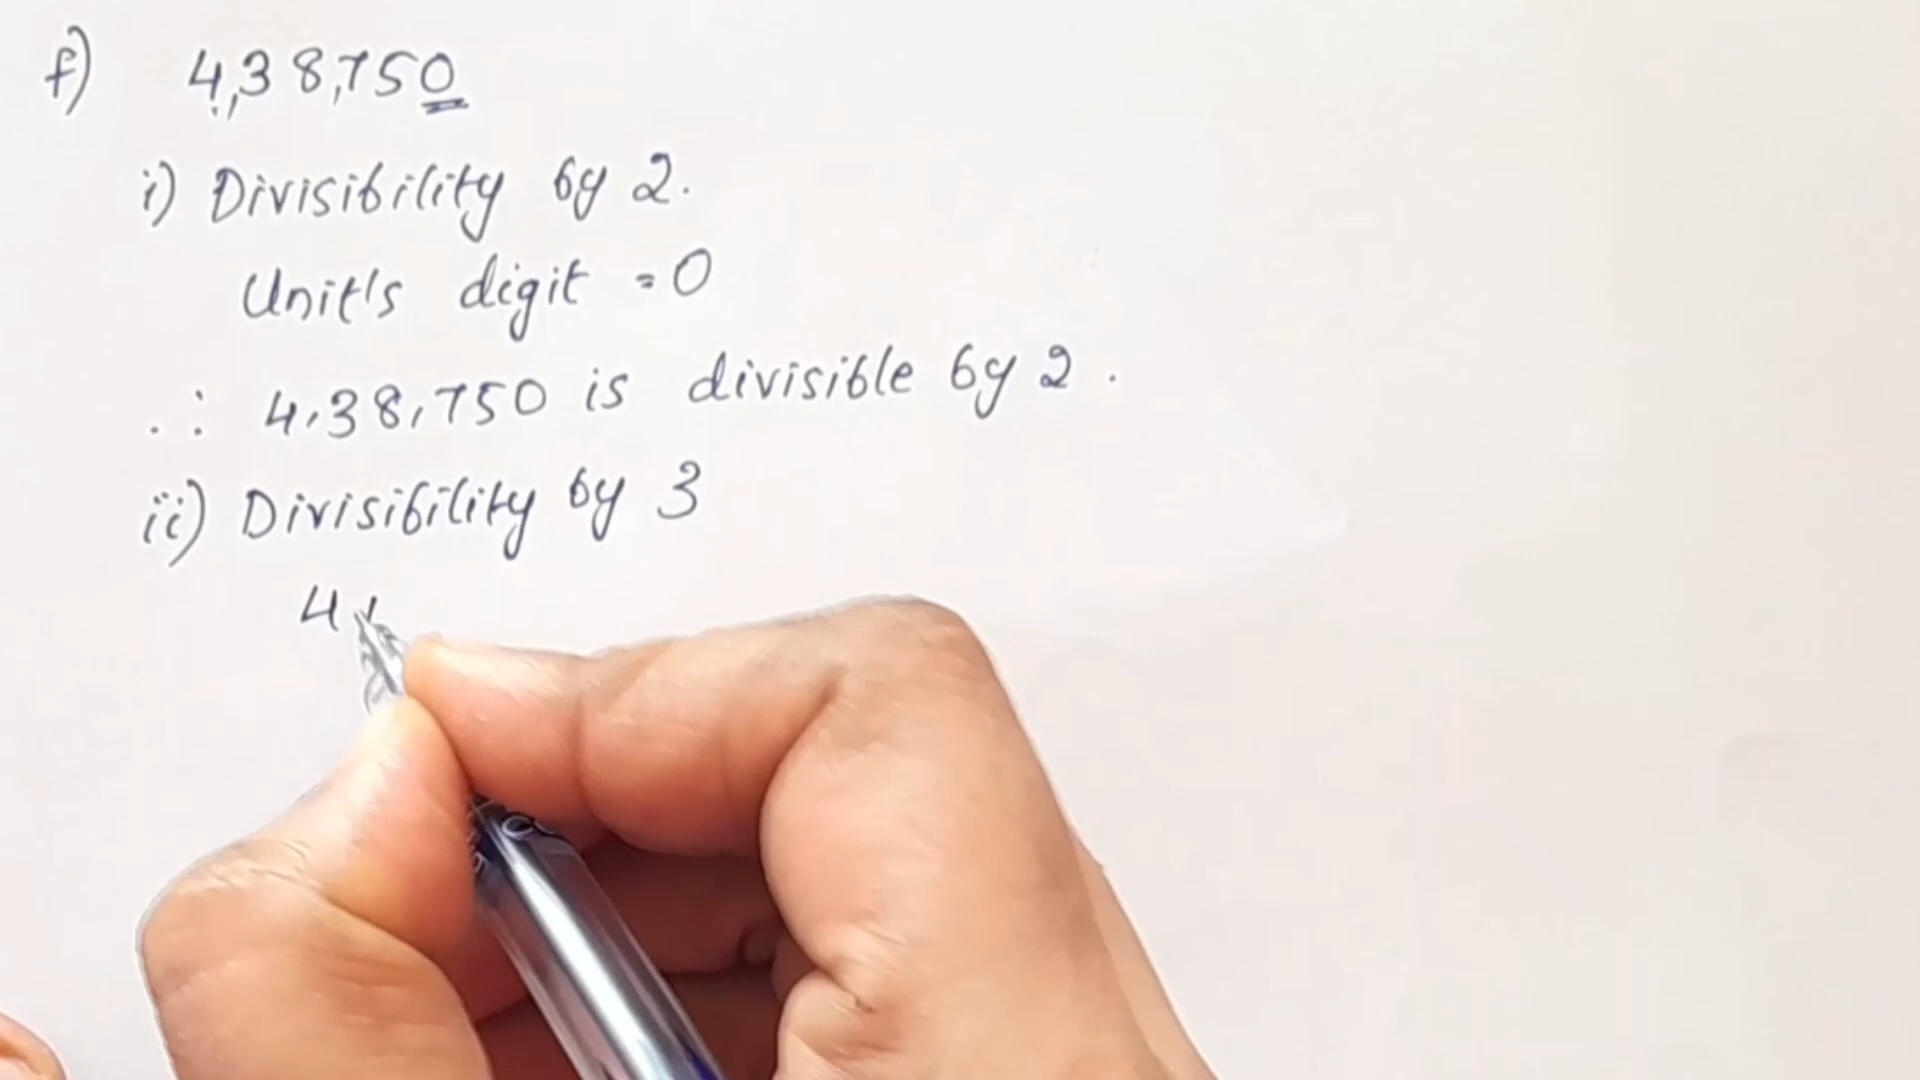 f) 4,38,750
i) Divisibility by 2.
Unit's digit = 0
∴ 4,38,750 is divisible by 2.
ii) Divisibility by 3
4